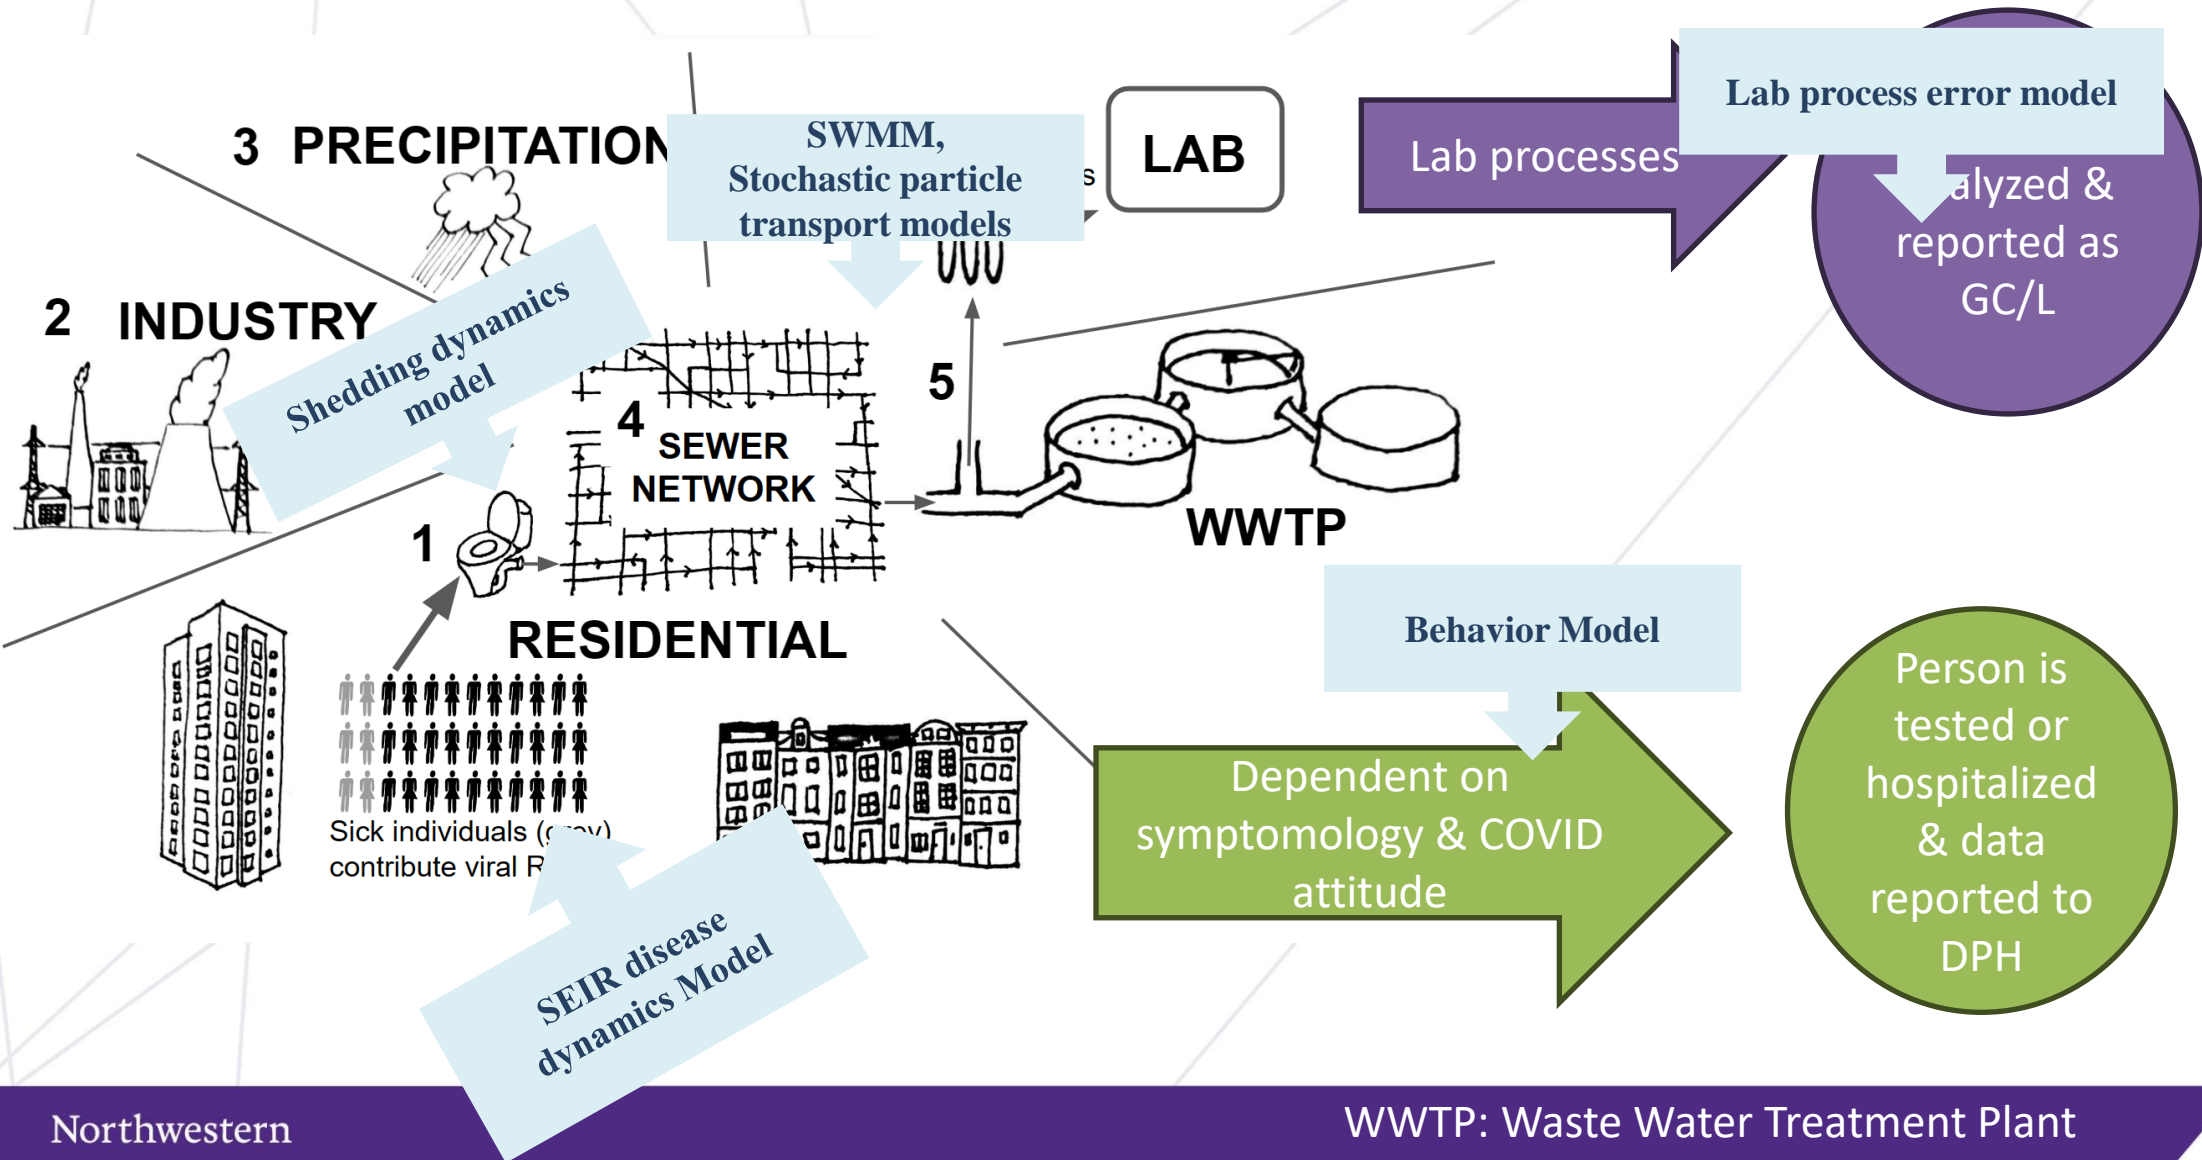 3 PRECIPITATION
SWMM,
Stochastic particle
transport models
s
LAB
Lab processes
Lab process error model
alyzed &
reported as
GC/L
2 INDUSTRY
Shedding dynamics
model
4
SEWER
NETWORK
5
1
WWTP
RESIDENTIAL
Sick individuals (grey)
contribute viral R
SEIR disease
dynamics Model
Behavior Model
Dependent on
symptomology & COVID
attitude
Person is
tested or
hospitalized
& data
reported to
DPH
Northwestern
WWTP: Waste Water Treatment Plant